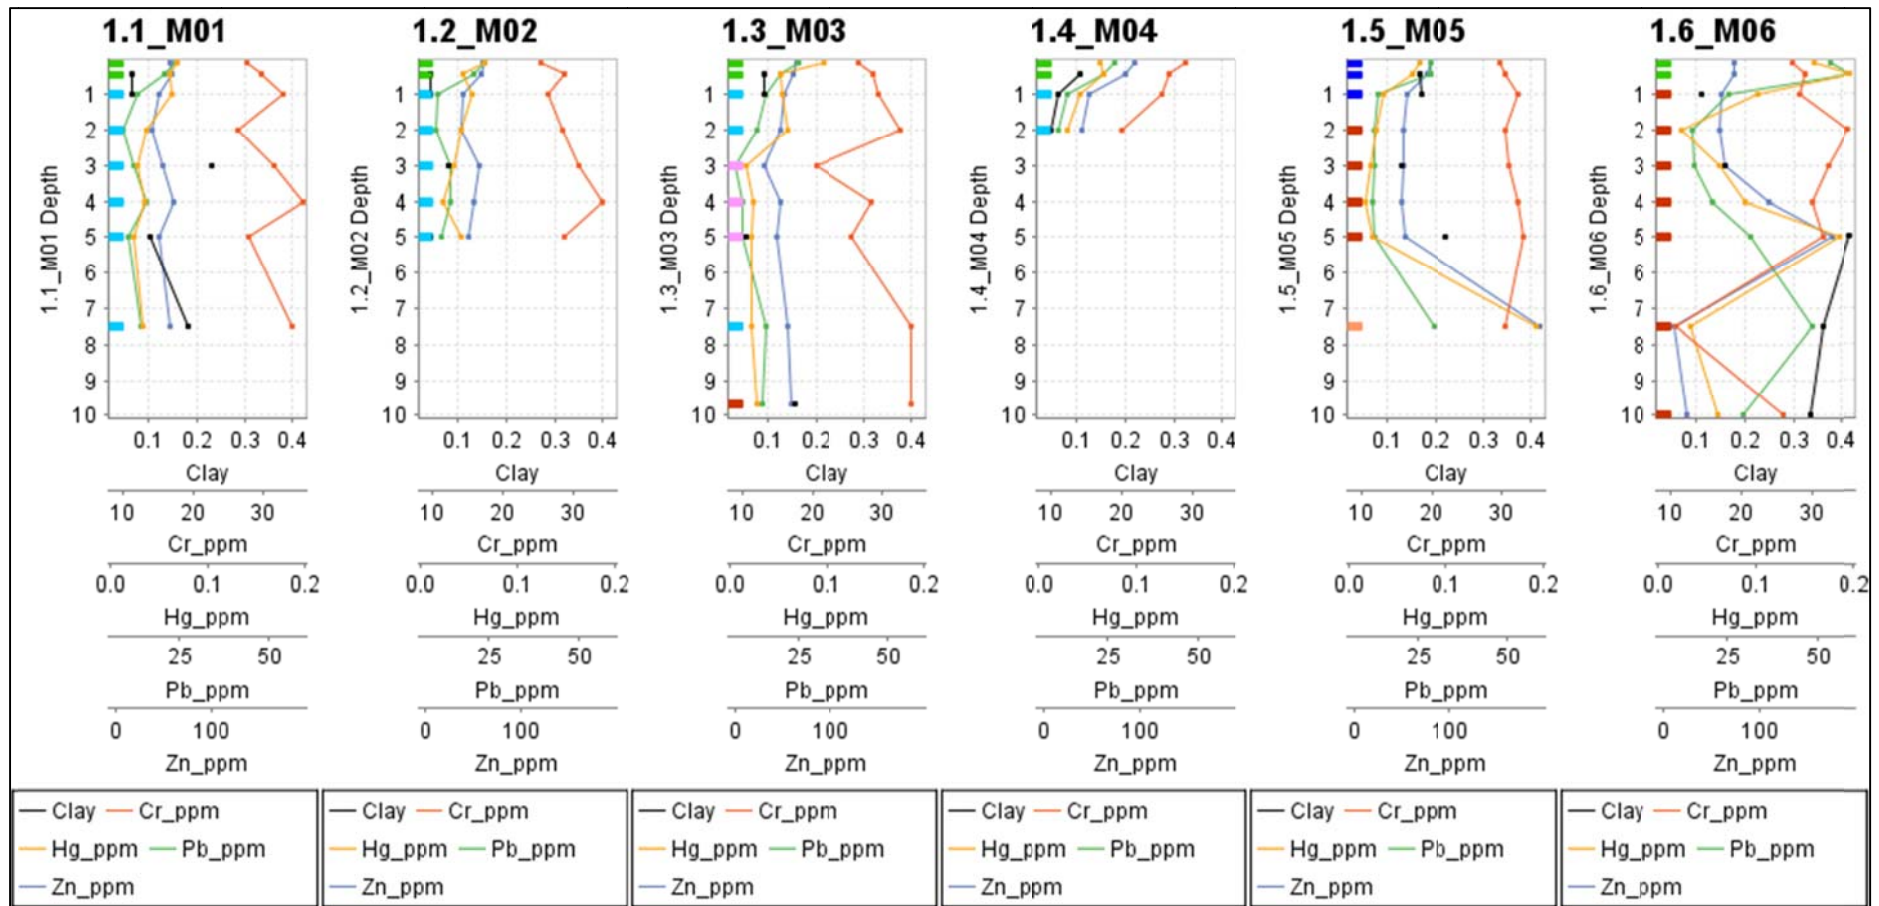 1.1_M01 1.2_M02 1.3_M03 1.4_M04 1.5_M05 1.6_M06
1.1_M01 Depth
1
2
3
4
5
6
7
8
9
10
0.1 0.2 0.3 0.4
Clay
10 20 30
Cr_ppm
0.0 0.1 0.2
Hg_ppm
25 50
Pb_ppm
0 100
Zn_ppm
Clay Cr_ppm
Hg_ppm Pb_ppm
Zn_ppm
1.2_M02 Depth
1
2
3
4
5
6
7
8
9
10
0.1 0.2 0.3 0.4
Clay
10 20 30
Cr_ppm
0.0 0.1 0.2
Hg_ppm
25 50
Pb_ppm
0 100
Zn_ppm
Clay Cr_ppm
Hg_ppm Pb_ppm
Zn_ppm
1.3_M03 Depth
1
2
3
4
5
6
7
8
9
10
0.1 0.2 0.3 0.4
Clay
10 20 30
Cr_ppm
0.0 0.1 0.2
Hg_ppm
25 50
Pb_ppm
0 100
Zn_ppm
Clay Cr_ppm
Hg_ppm Pb_ppm
Zn_ppm
1.4_M04 Depth
1
2
3
4
5
6
7
8
9
10
0.1 0.2 0.3 0.4
Clay
10 20 30
Cr_ppm
0.0 0.1 0.2
Hg_ppm
25 50
Pb_ppm
0 100
Zn_ppm
Clay Cr_ppm
Hg_ppm Pb_ppm
Zn_ppm
1.5_M05 Depth
1
2
3
4
5
6
7
8
9
10
0.1 0.2 0.3 0.4
Clay
10 20 30
Cr_ppm
0.0 0.1 0.2
Hg_ppm
25 50
Pb_ppm
0 100
Zn_ppm
Clay Cr_ppm
Hg_ppm Pb_ppm
Zn_ppm
1.6_M06 Depth
1
2
3
4
5
6
7
8
9
10
0.1 0.2 0.3 0.4
Clay
10 20 30
Cr_ppm
0.0 0.1 0.2
Hg_ppm
25 50
Pb_ppm
0 100
Zn_ppm
Clay Cr_ppm
Hg_ppm Pb_ppm
Zn_ppm